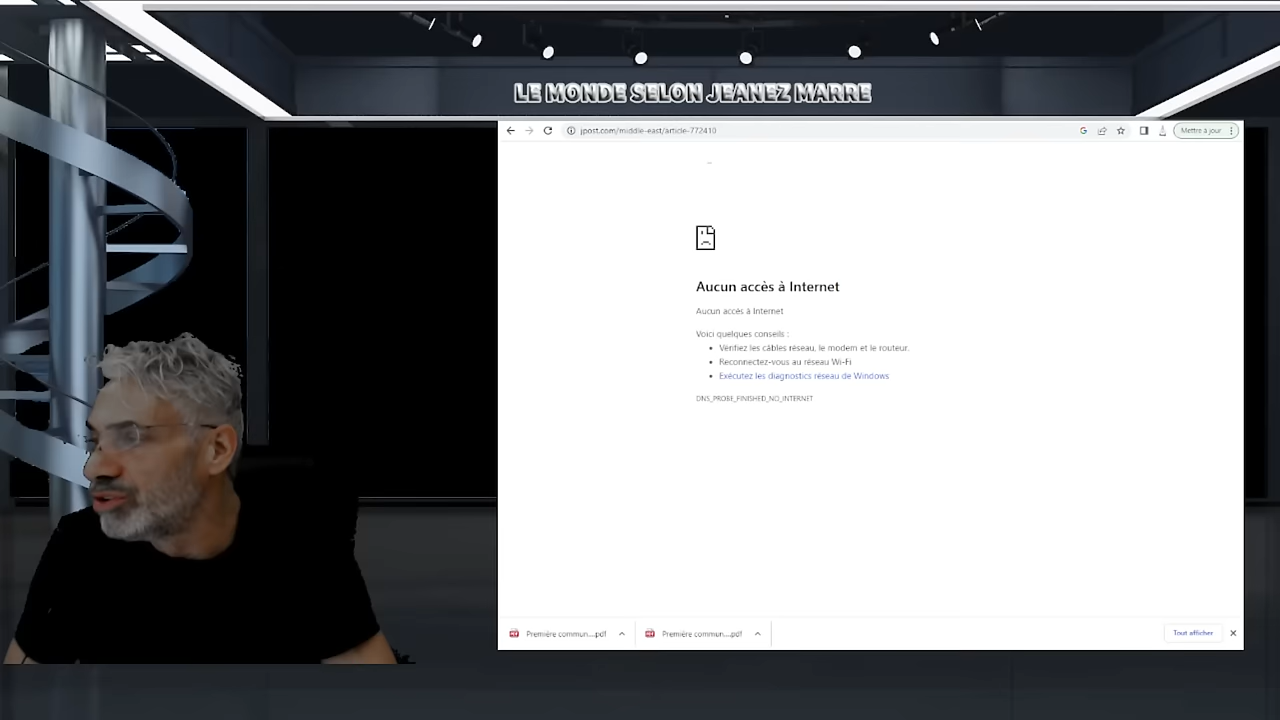 LE MONDE SELON JEANEZ MARRE
jpost.com/middle-east/article-772410
Mettre à jour
Aucun accès à Internet
Aucun accès à Internet
Voici quelques conseils :
Vérifiez les câbles réseau, le modem et le routeur.
Reconnectez-vous au réseau Wi-Fi
Exécutez les diagnostics réseau de Windows
DNS_PROBE_FINISHED_NO_INTERNET
Première commun....pdf
Première commun....pdf
Tout afficher